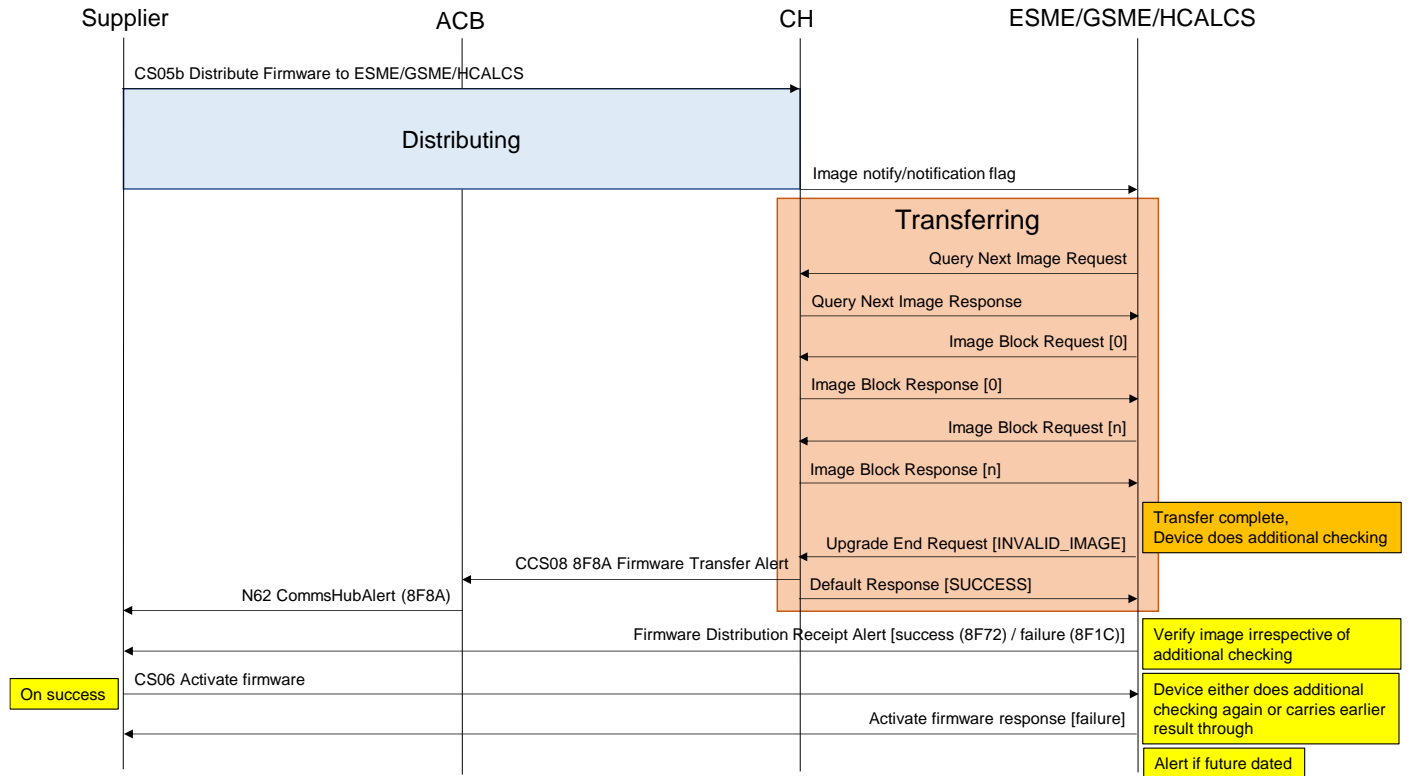 Supplier
ACB
CH
ESME/GSME/HCALCS
CS05b Distribute Firmware to ESME/GSME/HCALCS
Distributing
Image notify/notification flag
Transferring
Query Next Image Request
Query Next Image Response
Image Block Request [0]
Image Block Response [0]
Image Block Request [n]
Image Block Response [n]
Transfer complete,
Device does additional checking
Upgrade End Request [INVALID_IMAGE]
CCS08 8F8A Firmware Transfer Alert
Default Response [SUCCESS]
N62 CommsHubAlert (8F8A)
Firmware Distribution Receipt Alert [success (8F72) / failure (8F1C)]
Verify image irrespective of
additional checking
On success
CS06 Activate firmware
Device either does additional
checking again or carries earlier
result through
Activate firmware response [failure]
Alert if future dated